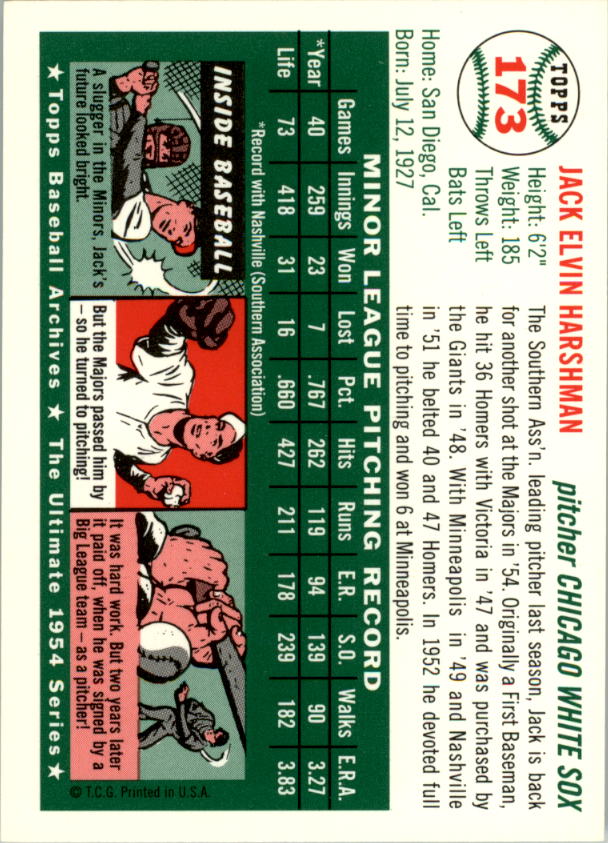 TOPPS
173
JACK ELVIN HARSHMAN
pitcher CHICAGO WHITE SOX
Height: 6'2"
Weight: 185
Throws Left
Bats Left
Home: San Diego, Cal.
Born: July 12, 1927
The Southern Ass'n. leading pitcher last season, Jack is back
for another shot at the Majors in '54. Originally a First Baseman,
he hit 36 Homers with Victoria in '47 and was purchased by
the Giants in '48. With Minneapolis in '49 and Nashville
in '51 he belted 40 and 47 Homers. In 1952 he devoted full
time to pitching and won 6 at Minneapolis.
MINOR LEAGUE PITCHING RECORD
Games Innings Won Lost Pct. Hits Runs E.R. S.O. Walks E.R.A.
*Year 40 259 23 7 .767 262 119 94 139 90 3.27
Life 73 418 31 16 .660 427 211 178 239 182 3.83
*Record with Nashville (Southern Association)
INSIDE BASEBALL
A slugger in the Minors, Jack's
future looked bright.
But the Majors passed him by
— so he turned to pitching!
It was hard work. But two years later
it paid off, when he was signed by a
Big League team — as a pitcher!
© T.C.G. Printed in U.S.A.
★ Topps Baseball Archives ★ The Ultimate 1954 Series ★